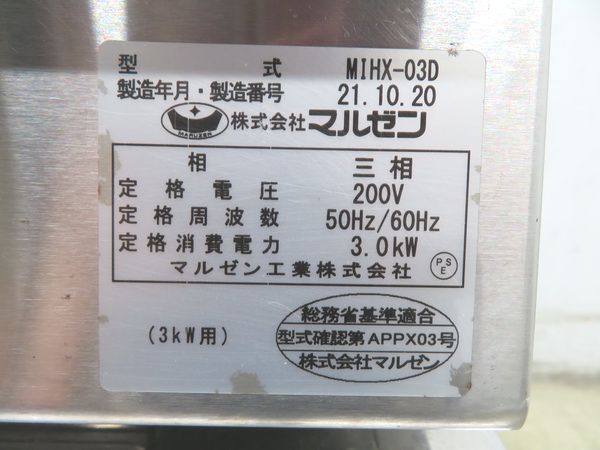 型式 MIHX-03D
製造年月・製造番号 21.10.20
MARUZEN 株式会社マルゼン
相 三相
定格電圧 200V
定格周波数 50Hz/60Hz
定格消費電力 3.0kW
マルゼン工業株式会社 PSE
(3kW用)
総務省基準適合
型式確認第APPX03号
株式会社マルゼン